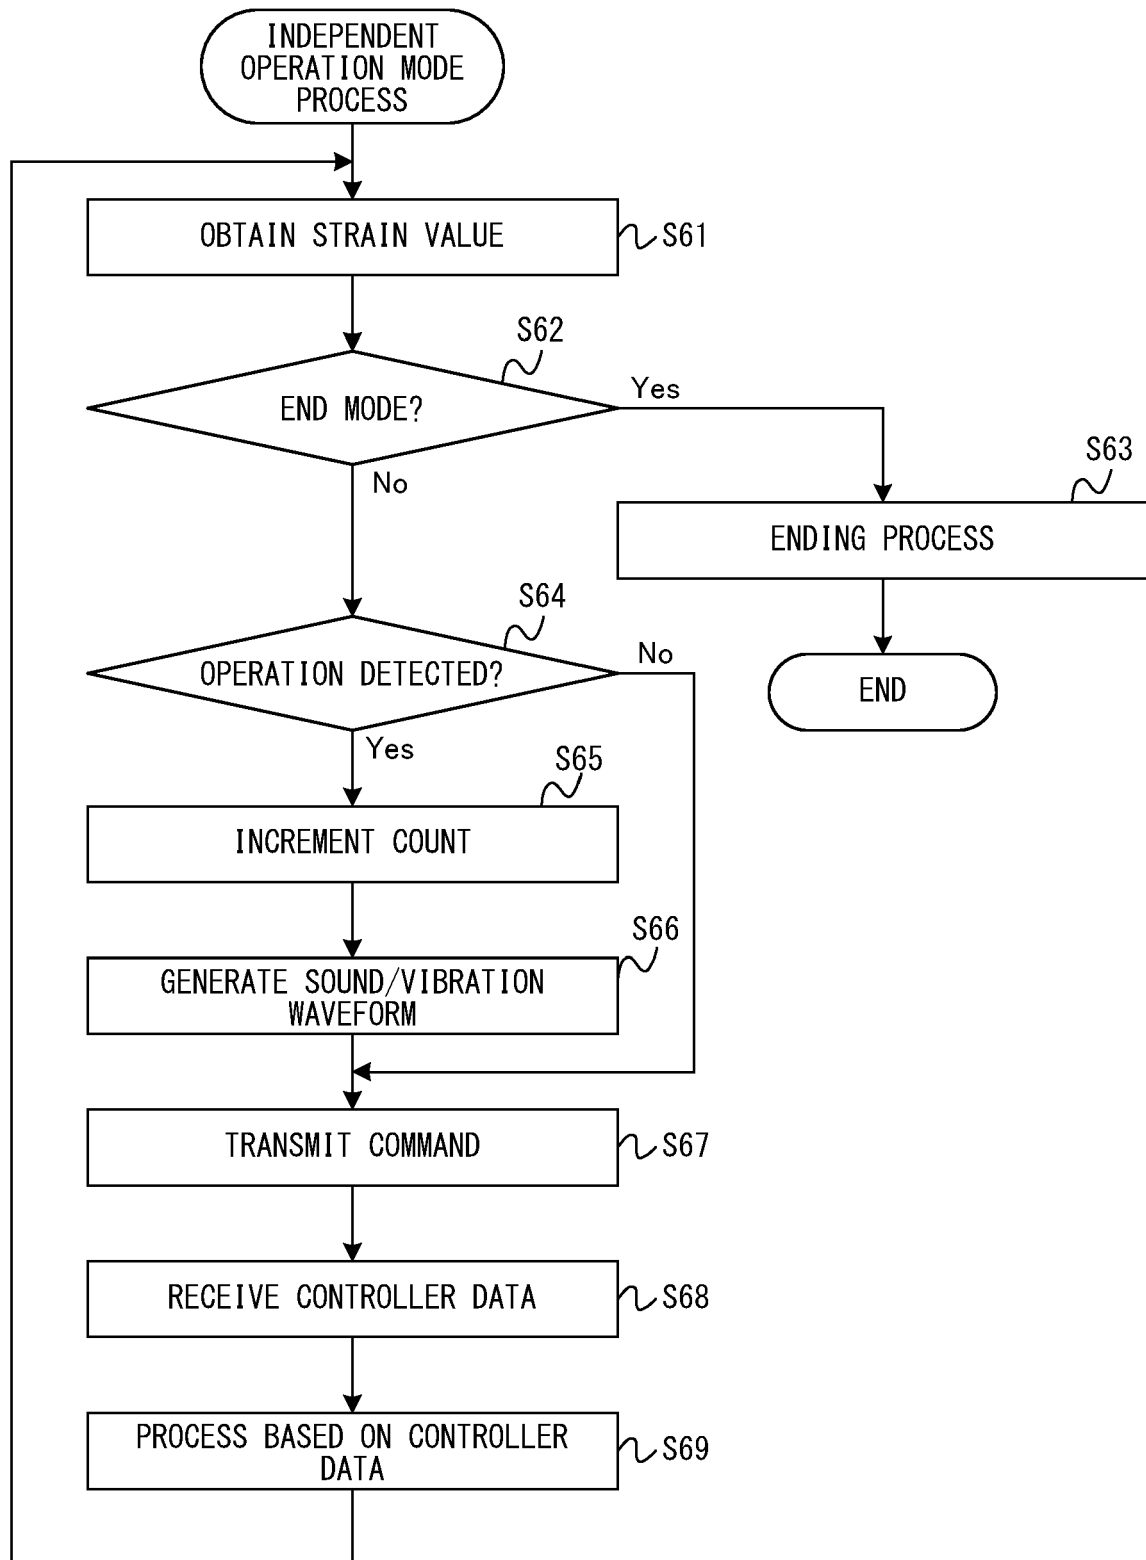 INDEPENDENT
OPERATION MODE
PROCESS
OBTAIN STRAIN VALUE
S61
S62
END MODE?
Yes
No
S63
ENDING PROCESS
END
S64
OPERATION DETECTED?
No
Yes
S65
INCREMENT COUNT
S66
GENERATE SOUND/VIBRATION
WAVEFORM
TRANSMIT COMMAND
S67
RECEIVE CONTROLLER DATA
S68
PROCESS BASED ON CONTROLLER
DATA
S69